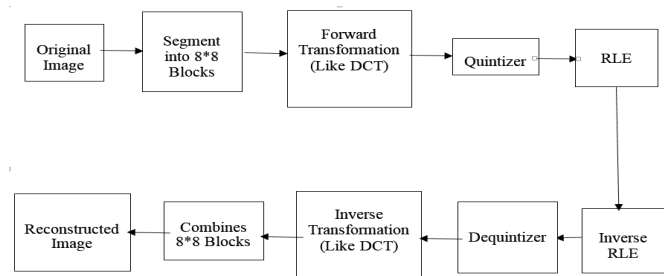 Original
Image
Segment
into 8*8
Blocks
Forward
Transformation
(Like DCT)
Quintizer
RLE
Reconstructed
Image
Combines
8*8 Blocks
Inverse
Transformation
(Like DCT)
Dequintizer
Inverse
RLE